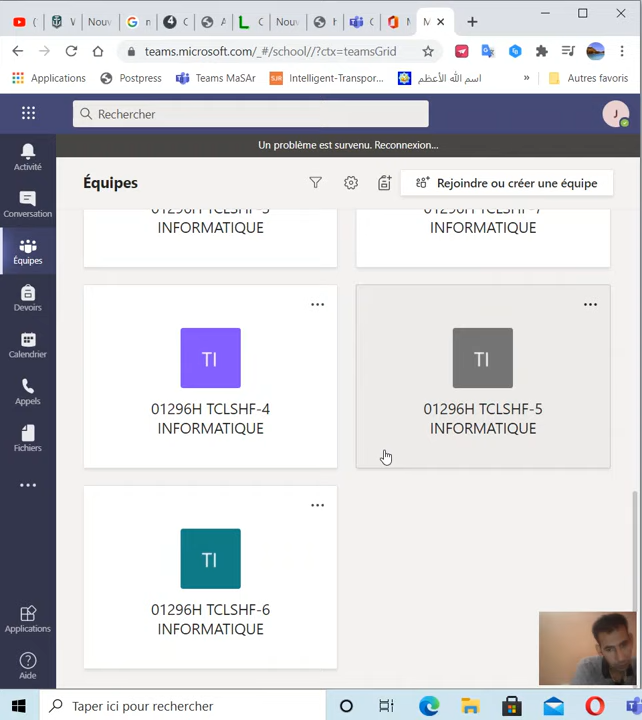 (
W
Nouv
G n
4 C
A
L C
Nouv
H
C
N
M
teams.microsoft.com/_#/school//?ctx=teamsGrid
Applications
Postpress
Teams MaSAr
SJR
Intelligent-Transpor...
اسم الله الأعظم
»
Autres favoris
Rechercher
J
Un problème est survenu. Reconnexion...
Activité
Conversation
Équipes
Devoirs
Calendrier
Appels
Fichiers
Applications
Aide
Équipes
Rejoindre ou créer une équipe
INFORMATIQUE
INFORMATIQUE
TI
01296H TCLSHF-4
INFORMATIQUE
TI
01296H TCLSHF-5
INFORMATIQUE
TI
01296H TCLSHF-6
INFORMATIQUE
Taper ici pour rechercher